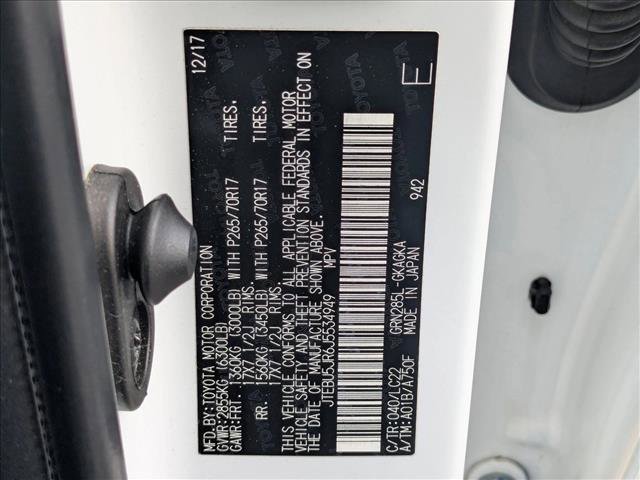 MFD.BY:TOYOTA MOTOR CORPORATION 12/17
GVWR:2855KG (6300LB)
GAWR:FRT. 1360KG (3000LB) WITH P265/70R17 TIRES.
17X7 1/2J RIMS.
RR. 1560KG (3450LB) WITH P265/70R17 TIRES.
17X7 1/2J RIMS.
THIS VEHICLE CONFORMS TO ALL APPLICABLE FEDERAL MOTOR
VEHICLE SAFETY AND THEFT PREVENTION STANDARDS IN EFFECT ON
THE DATE OF MANUFACTURE SHOWN ABOVE.
JTEBU5JR6J5534949 MPV
E
C/TR:040/LC22 GRN285L-GKAGKA 942
A/TM:A01B/A750F MADE IN JAPAN